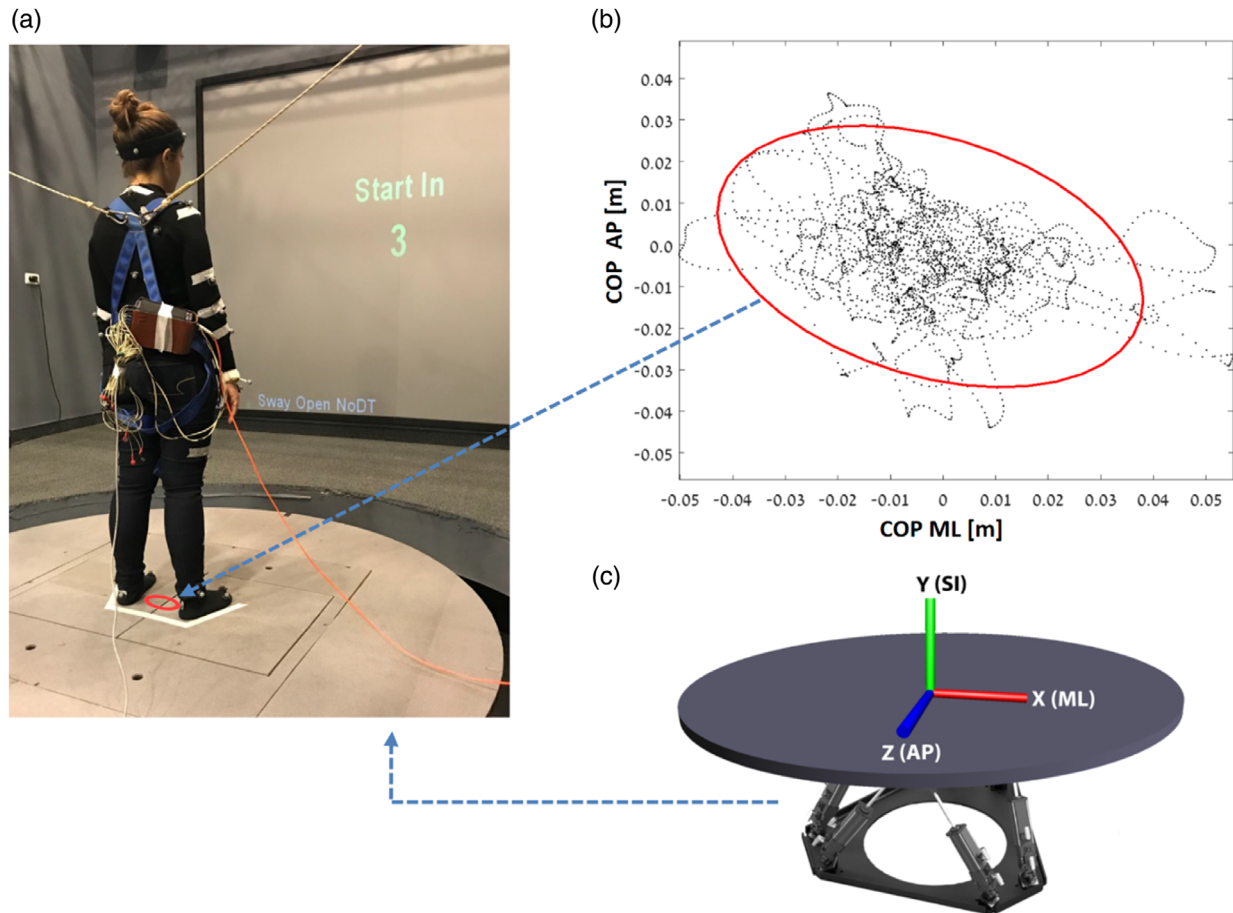 (a)
Start In
3
Sway Open NoDT
(b)
COP AP [m]
0.04
0.03
0.02
0.01
0.0
-0.01
-0.02
-0.03
-0.04
-0.05
-0.05 -0.04 -0.03 -0.02 -0.01 0 0.01 0.02 0.03 0.04 0.05
COP ML [m]
(c)
Y (SI)
X (ML)
Z (AP)